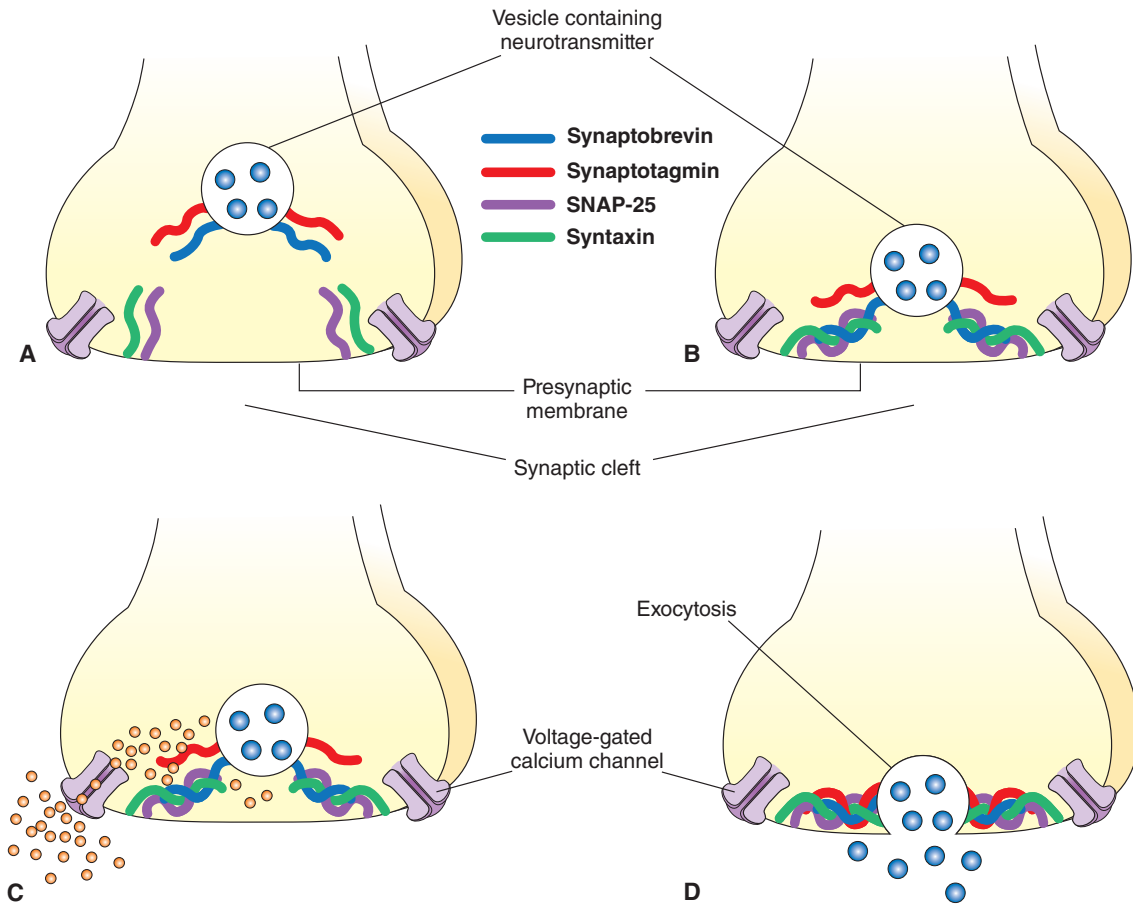 Vesicle containing
neurotransmitter
Synaptobrevin
Synaptotagmin
SNAP-25
Syntaxin
A
B
Presynaptic
membrane
Synaptic cleft
Exocytosis
Voltage-gated
calcium channel
C
D